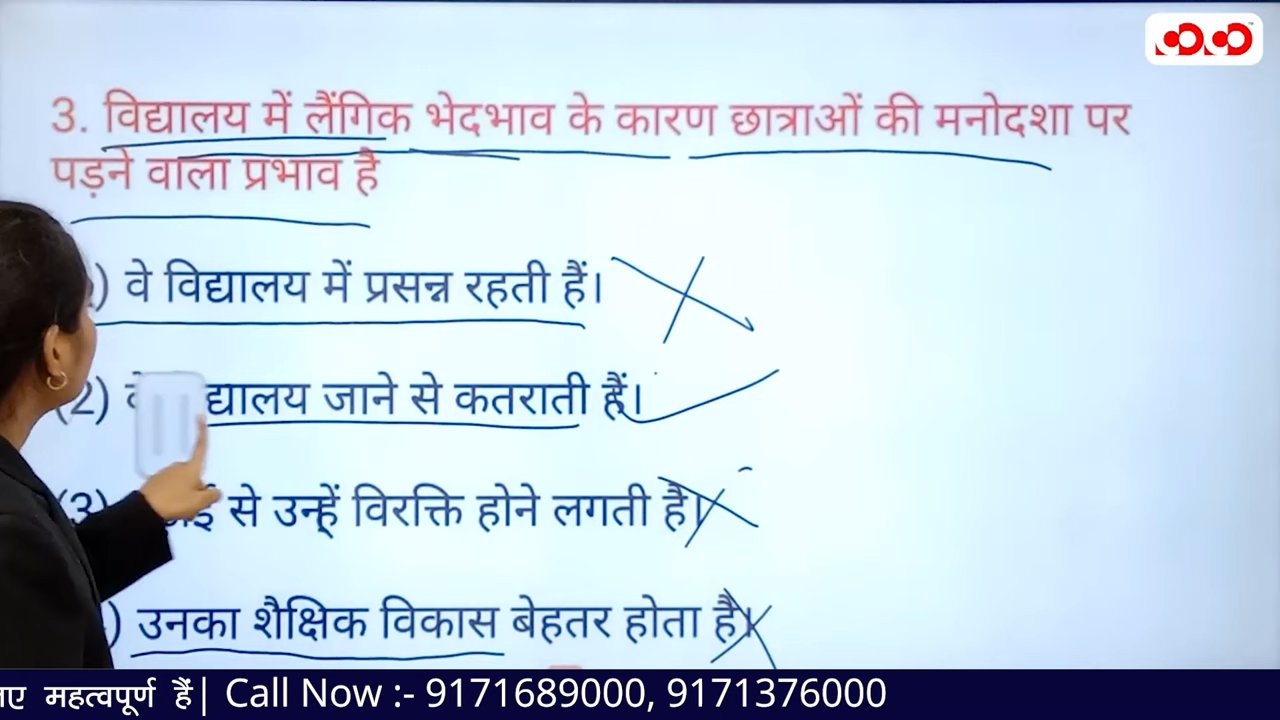 3. विद्यालय में लैंगिक भेदभाव के कारण छात्राओं की मनोदशा पर
पड़ने वाला प्रभाव है
) वे विद्यालय में प्रसन्न रहती हैं।
(2) जाने से कतराती हैं।
(3) से उन्हें विरक्ति होने लगती है।
) उनका शैक्षिक विकास बेहतर होता है।
महत्वपूर्ण हैं| Call Now :- 9171689000, 9171376000